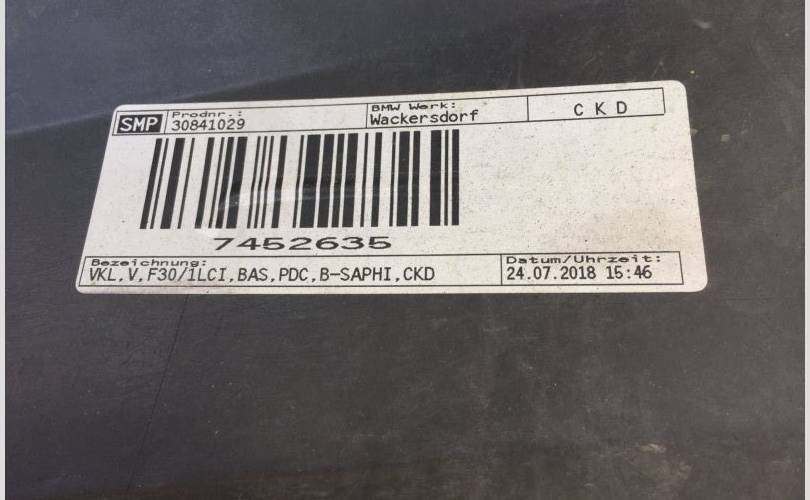 SMP
Prodnr.:
30841029
BMW Werk:
Wackersdorf
CKD
7452635
Bezeichnung:
VKL,V,F30/1LCI,BAS,PDC,B-SAPHI,CKD
Datum/Uhrzeit:
24.07.2018 15:46